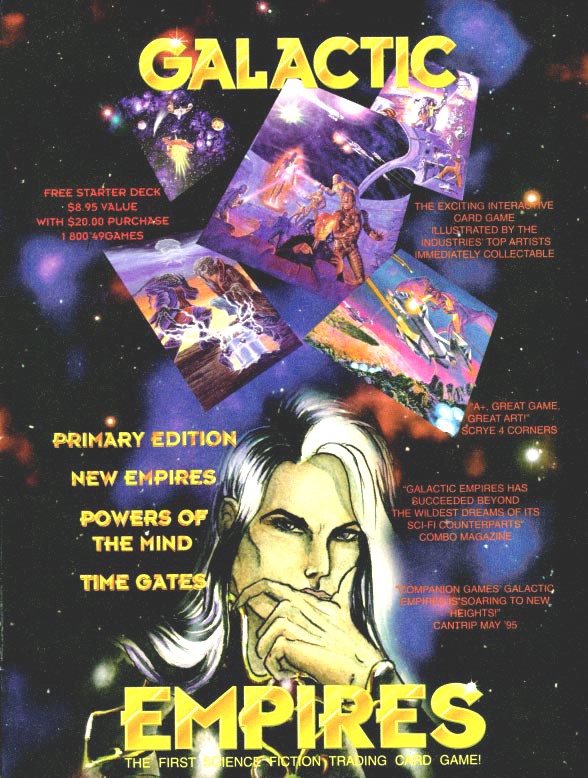 GALACTIC
FREE STARTER DECK
$8.95 VALUE
WITH $20.00 PURCHASE
1 800 49GAMES
THE EXCITING INTERACTIVE
CARD GAME
ILLUSTRATED BY THE
INDUSTRIES' TOP ARTISTS
IMMEDIATELY COLLECTABLE
"A+, GREAT GAME,
GREAT ART!"
SCRYE 4 CORNERS
PRIMARY EDITION
NEW EMPIRES
POWERS OF
THE MIND
TIME GATES
"GALACTIC EMPIRES HAS
SUCCEEDED BEYOND
THE WILDEST DREAMS OF ITS
SCI-FI COUNTERPARTS"
COMBO MAGAZINE
"COMPANION GAMES' GALACTIC
EMPIRES IS "SOARING TO NEW
HEIGHTS!"
CANTRIP MAY '95
EMPIRES
THE FIRST SCIENCE FICTION TRADING CARD GAME!